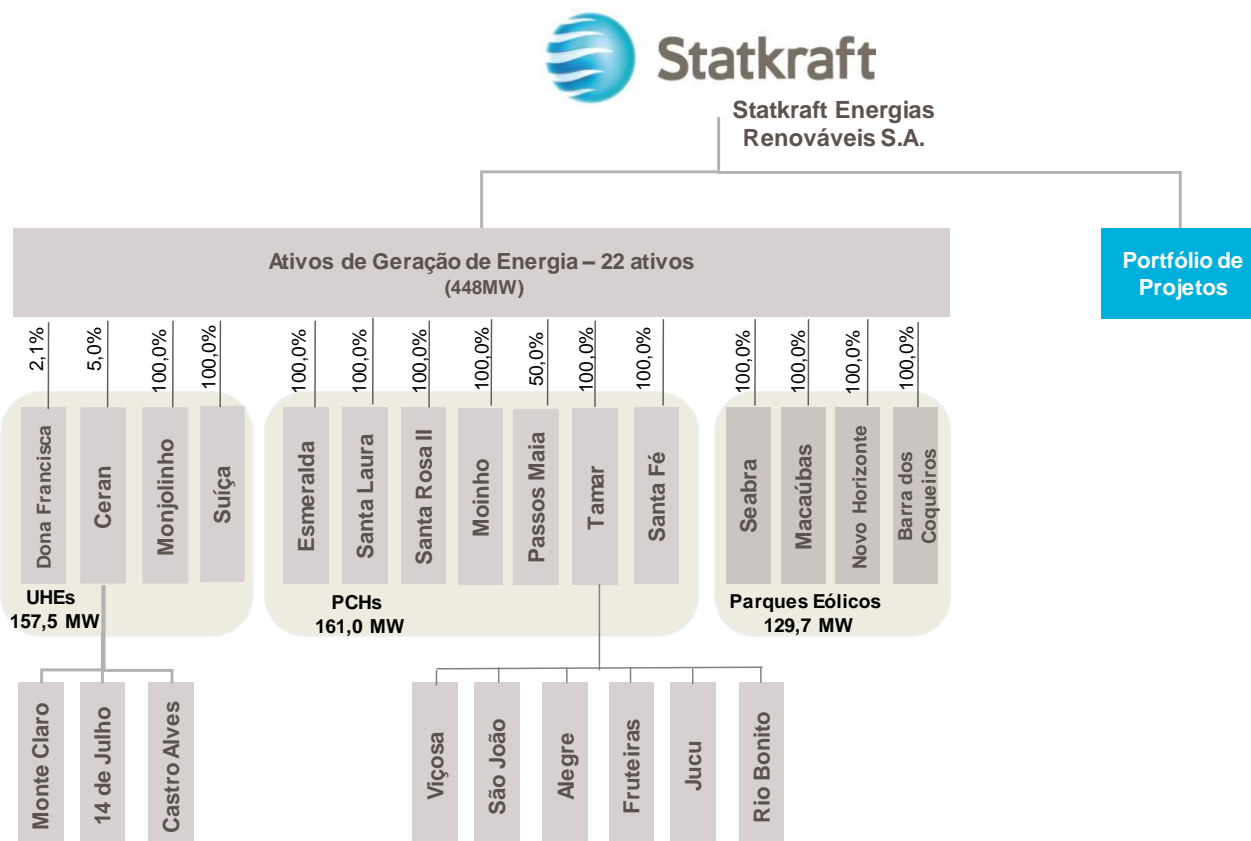 Statkraft
Statkraft Energias
Renováveis S.A.
Ativos de Geração de Energia – 22 ativos
(448MW)
Portfólio de
Projetos
2,1%
5,0%
100,0%
100,0%
100,0%
100,0%
100,0%
100,0%
50,0%
100,0%
100,0%
100,0%
100,0%
100,0%
100,0%
Dona Francisca
Ceran
Monjolinho
Suíça
Esmeralda
Santa Laura
Santa Rosa II
Moinho
Passos Maia
Tamar
Santa Fé
Seabra
Macaúbas
Novo Horizonte
Barra dos
Coqueiros
UHEs
157,5 MW
PCHs
161,0 MW
Parques Eólicos
129,7 MW
Monte Claro
14 de Julho
Castro Alves
Viçosa
São João
Alegre
Fruteiras
Jucu
Rio Bonito